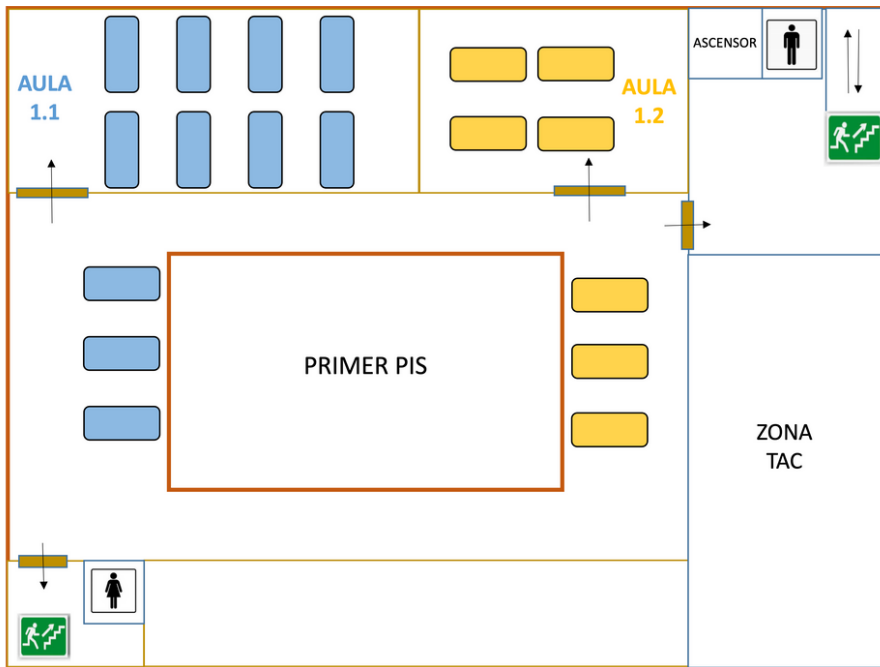 ASCENSOR
AULA
1.1
AULA
1.2
PRIMER PIS
ZONA
TAC